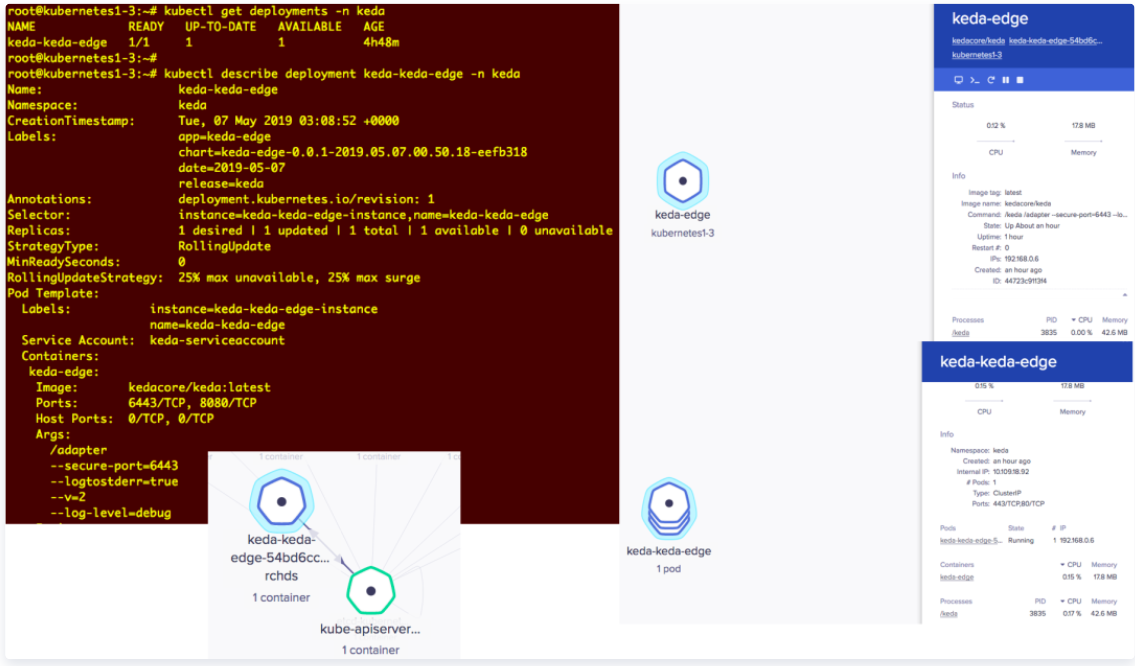 root@kubernetes1-3:~# kubectl get deployments -n keda
NAME READY UP-TO-DATE AVAILABLE AGE
keda-keda-edge 1/1 1 1 4h48m
root@kubernetes1-3:~#
root@kubernetes1-3:~# kubectl describe deployment keda-keda-edge -n keda
Name: keda-keda-edge
Namespace: keda
CreationTimestamp: Tue, 07 May 2019 03:08:52 +0000
Labels: app=keda-edge
chart=keda-edge-0.0.1-2019.05.07.00.50.18-eefb318
date=2019-05-07
release=keda
Annotations: deployment.kubernetes.io/revision: 1
Selector: instance=keda-keda-edge-instance,name=keda-keda-edge
Replicas: 1 desired | 1 updated | 1 total | 1 available | 0 unavailable
StrategyType: RollingUpdate
MinReadySeconds: 0
RollingUpdateStrategy: 25% max unavailable, 25% max surge
Pod Template:
Labels: instance=keda-keda-edge-instance
name=keda-keda-edge
Service Account: keda-serviceaccount
Containers:
keda-edge:
Image: kedacore/keda:latest
Ports: 6443/TCP, 8080/TCP
Host Ports: 0/TCP, 0/TCP
Args:
/adapter
--secure-port=6443
--logtostderr=true
--v=2
--log-level=debug
1 container
1 container
keda-keda-
edge-54bd6cc...
rchds
1 container
kube-apiserver...
1 container
keda-edge
kubernetes1-3
keda-keda-edge
1 pod
keda-edge
kedacore/keda keda-keda-edge-54bd6c...
kubernetes1-3
Status
0.12 % 17.8 MB
CPU Memory
Info
Image tag: latest
Image name: kedacore/keda
Command: /keda /adapter --secure-port=6443 --lo...
State: Up About an hour
Uptime: 1 hour
Restart #: 0
IPs: 192.168.0.6
Created: an hour ago
ID: 44723c91f3f4
Processes PID CPU Memory
/keda 3835 0.00 % 42.6 MB
keda-keda-edge
0.15 % 17.8 MB
CPU Memory
Info
Namespace: keda
Created: an hour ago
Internal IP: 10.109.18.92
# Pods: 1
Type: ClusterIP
Ports: 443/TCP,80/TCP
Pods State # IP
keda-keda-edge-5... Running 1 192.168.0.6
Containers CPU Memory
keda-edge 0.15 % 17.8 MB
Processes PID CPU Memory
/keda 3835 0.17 % 42.6 MB